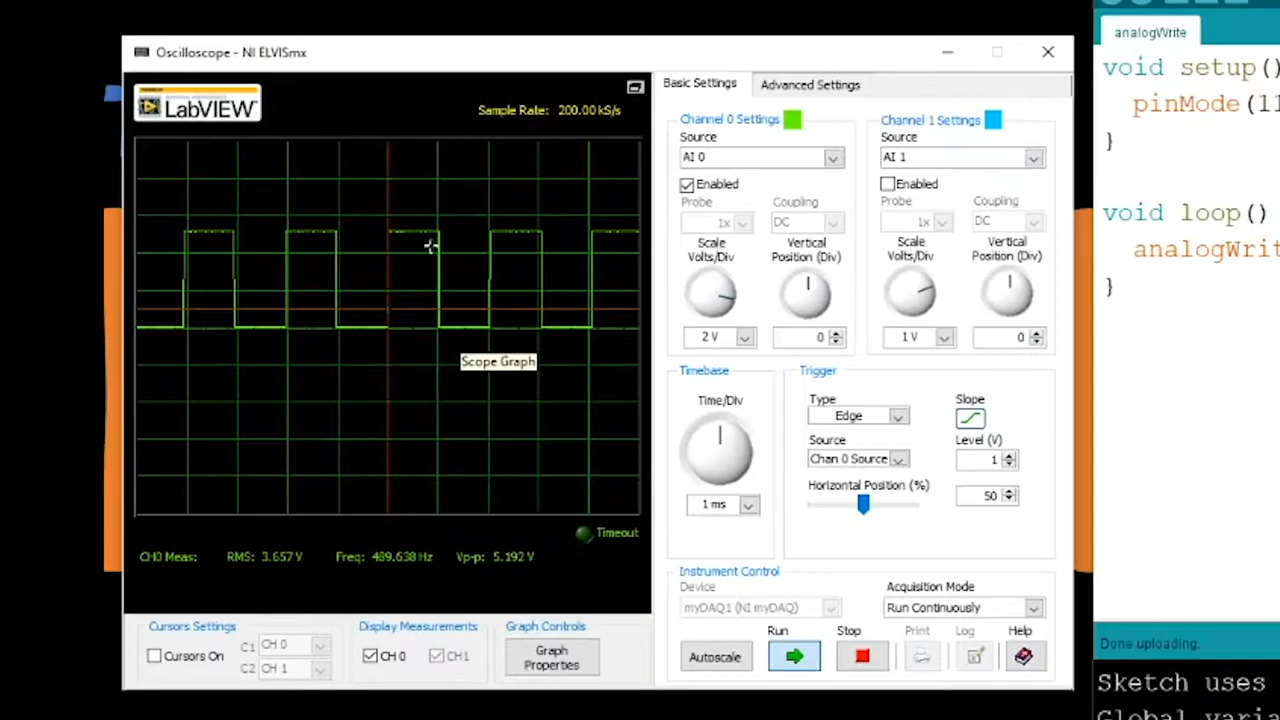 Oscilloscope - NI ELVISmx
LabVIEW
Sample Rate: 200.00 kS/s
Scope Graph
Timeout
CH0 Meas: RMS: 3.657 V Freq: 489.638 Hz Vp-p: 5.192 V
Cursors Settings
Cursors On
C1 CH 0
C2 CH 1
Display Measurements
CH0 CH1
Graph Controls
Graph
Properties
Basic Settings Advanced Settings
Channel 0 Settings
Source
AI 0
Enabled
Probe Coupling
1x DC
Scale Vertical
Volts/Div Position (Div)
2 V 0
Channel 1 Settings
Source
AI 1
Enabled
Probe Coupling
1x DC
Scale Vertical
Volts/Div Position (Div)
1 V 0
Timebase
Time/Div
1 ms
Trigger
Type Slope
Edge
Source Level (V)
Chan 0 Source 1
Horizontal Position (%)
50
Instrument Control
Device Acquisition Mode
myDAQ1 (NI myDAQ) Run Continuously
Run Stop Print Log Help
Autoscale
analogWrite
void setup()
pinMode(11
}
void loop()
analogWrit
}
Done uploading.
Sketch uses